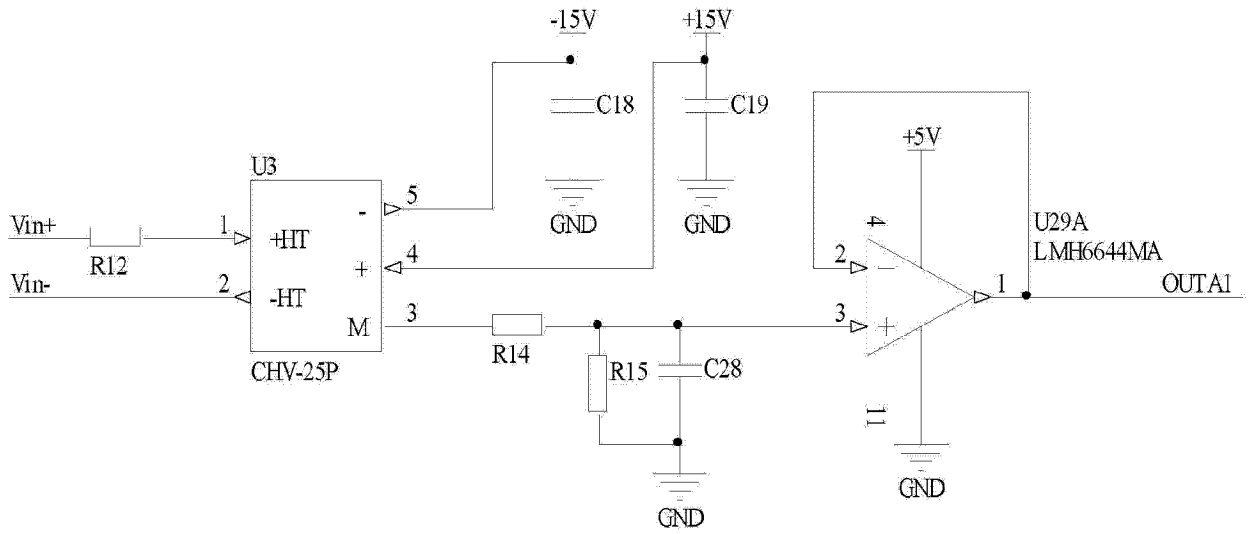 -15V
+15V
C18
C19
+5V
U3
GND
GND
5
-
4
U29A
LMH6644MA
Vin+
1
+HT
R12
4
+
2
-
1
OUTA1
Vin-
2
-HT
M
3
3
+
R14
CHV-25P
R15
C28
11
GND
GND